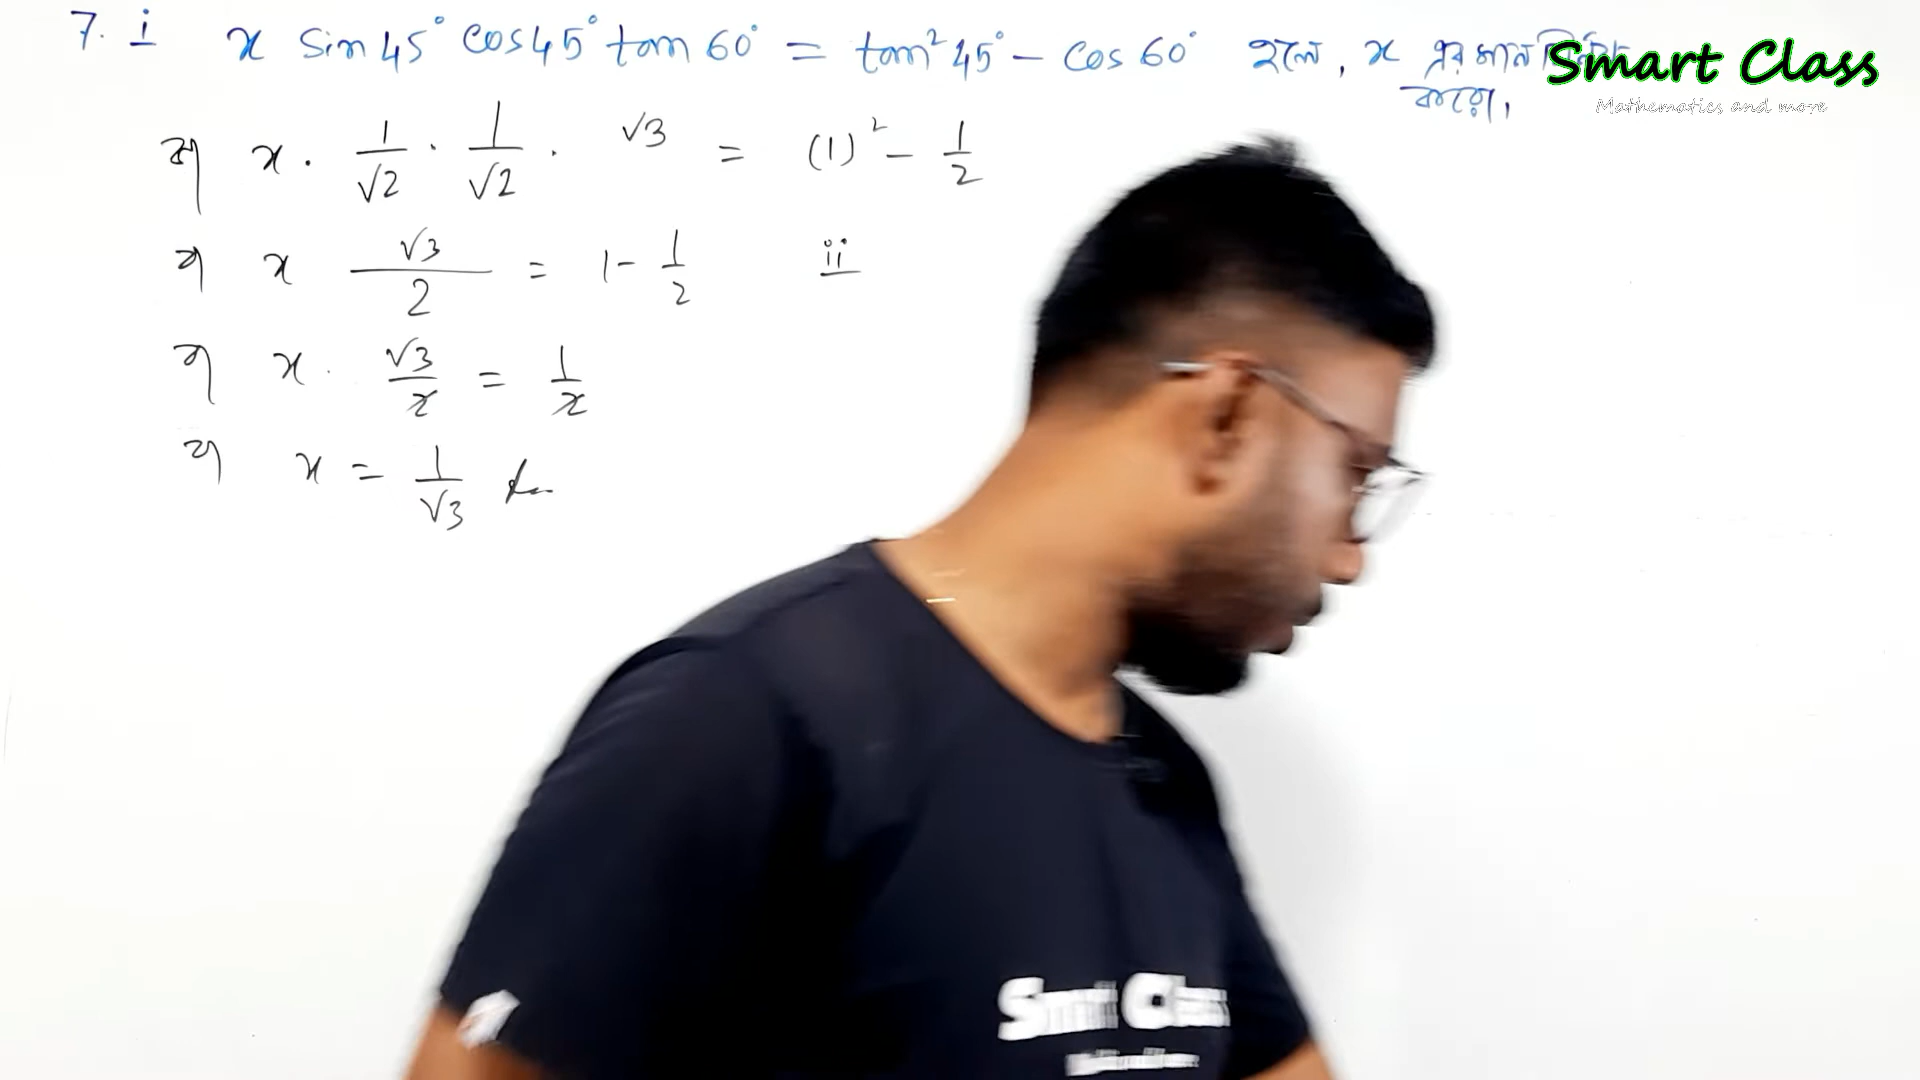 7. i x sin 45° cos 45° tan 60° = tan² 45° - cos 60° হলে, x এর মান
করো।
Smart Class
Mathematics and more
বা, x · 1/√2 · 1/√2 · √3 = (1)² - 1/2
বা, x √3/2 = 1 - 1/2
ii
বা, x · √3/2 = 1/2
বা, x = 1/√3
Smart Class